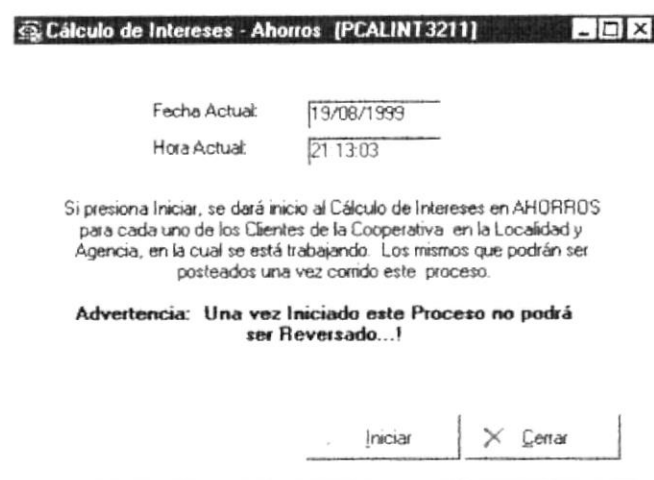 Cálculo de Intereses - Ahorros (PCALINT3211)
Fecha Actual: 19/08/1999
Hora Actual: 21 13:03
Si presiona Iniciar, se dará inicio al Cálculo de Intereses en AHORROS
para cada uno de los Clientes de la Cooperativa en la Localidad y
Agencia, en la cual se está trabajando. Los mismos que podrán ser
posteados una vez corrido este proceso.
Advertencia: Una vez Iniciado este Proceso no podrá
ser Reversado...!
Iniciar
Cerrar